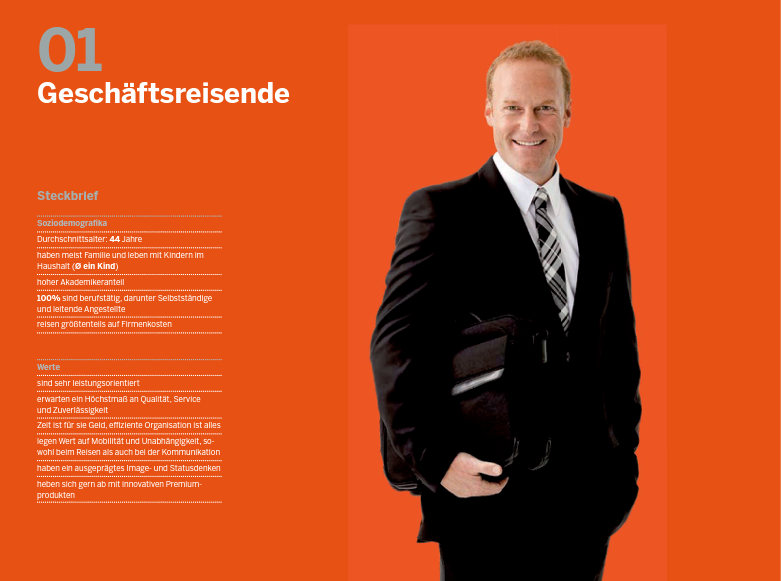 01
Geschäftsreisende
Steckbrief
Soziodemografika
Durchschnittsalter: 44 Jahre
haben meist Familie und leben mit Kindern im
Haushalt (Ø ein Kind)
hoher Akademikeranteil
100% sind berufstätig, darunter Selbstständige
und leitende Angestellte
reisen größtenteils auf Firmenkosten
Werte
sind sehr leistungsorientiert
erwarten ein Höchstmaß an Qualität, Service
und Zuverlässigkeit
Zeit ist für sie Geld, effiziente Organisation ist alles
legen Wert auf Mobilität und Unabhängigkeit, so-
wohl beim Reisen als auch bei der Kommunikation
haben ein ausgeprägtes Image- und Statusdenken
heben sich gern ab mit innovativen Premium-
produkten